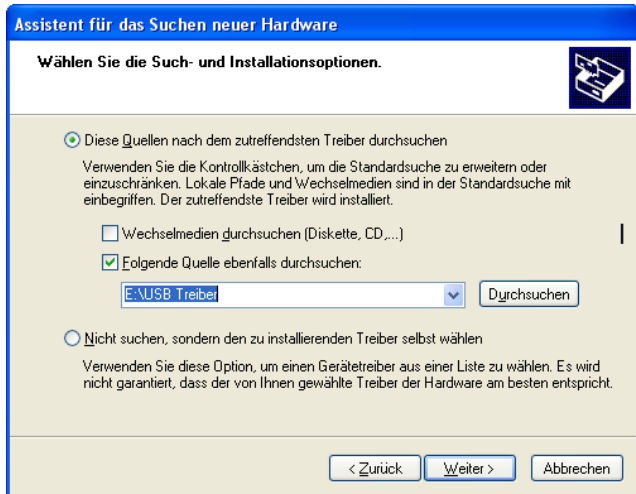 Assistent für das Suchen neuer Hardware
Wählen Sie die Such- und Installationsoptionen.
Diese Quellen nach dem zutreffendsten Treiber durchsuchen
Verwenden Sie die Kontrollkästchen, um die Standardsuche zu erweitern oder
einzuschränken. Lokale Pfade und Wechselmedien sind in der Standardsuche mit
einbegriffen. Der zutreffendste Treiber wird installiert.
Wechselmedien durchsuchen (Diskette, CD,...)
Folgende Quelle ebenfalls durchsuchen:
E:\USB Treiber
Durchsuchen
Nicht suchen, sondern den zu installierenden Treiber selbst wählen
Verwenden Sie diese Option, um einen Gerätetreiber aus einer Liste zu wählen. Es wird
nicht garantiert, dass der von Ihnen gewählte Treiber der Hardware am besten entspricht.
< Zurück Weiter > Abbrechen